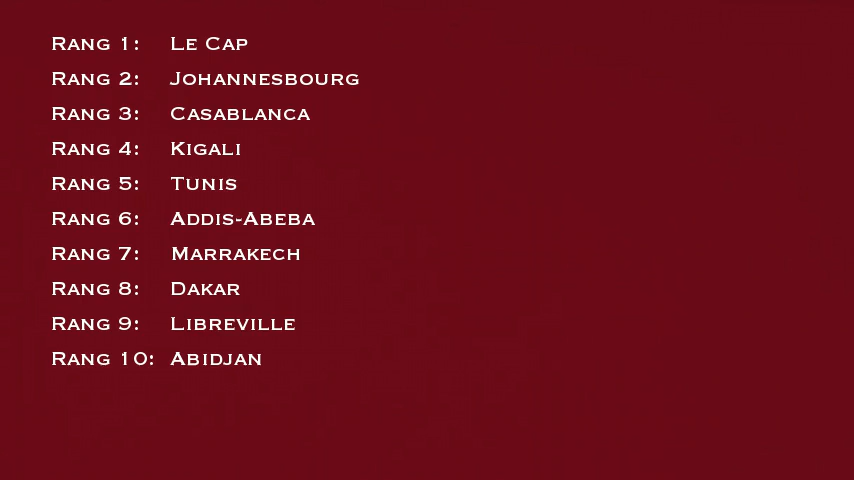 Rang 1: Le Cap
Rang 2: Johannesbourg
Rang 3: Casablanca
Rang 4: Kigali
Rang 5: Tunis
Rang 6: Addis-Abeba
Rang 7: Marrakech
Rang 8: Dakar
Rang 9: Libreville
Rang 10: Abidjan